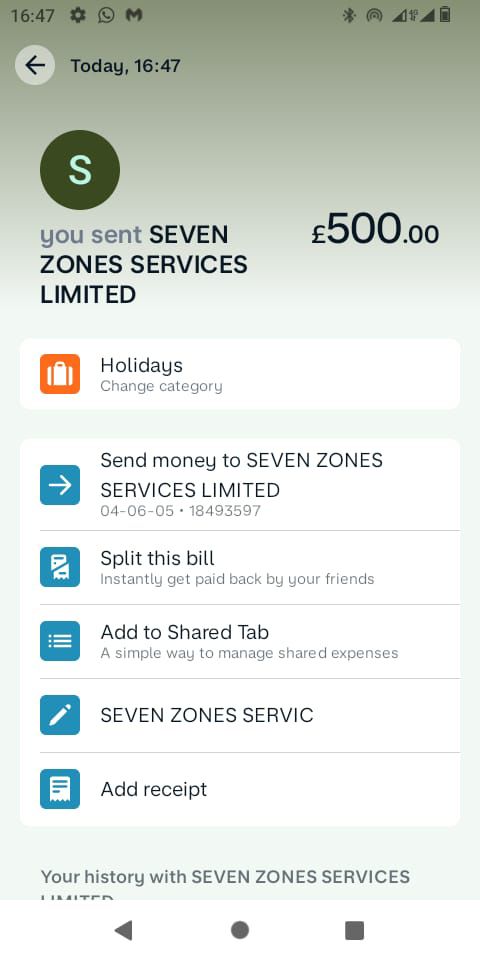 16:47
4G
Today, 16:47
S
you sent SEVEN
ZONES SERVICES
LIMITED
£500.00
Holidays
Change category
Send money to SEVEN ZONES
SERVICES LIMITED
04-06-05 • 18493597
Split this bill
Instantly get paid back by your friends
Add to Shared Tab
A simple way to manage shared expenses
SEVEN ZONES SERVIC
Add receipt
Your history with SEVEN ZONES SERVICES
LIMITED